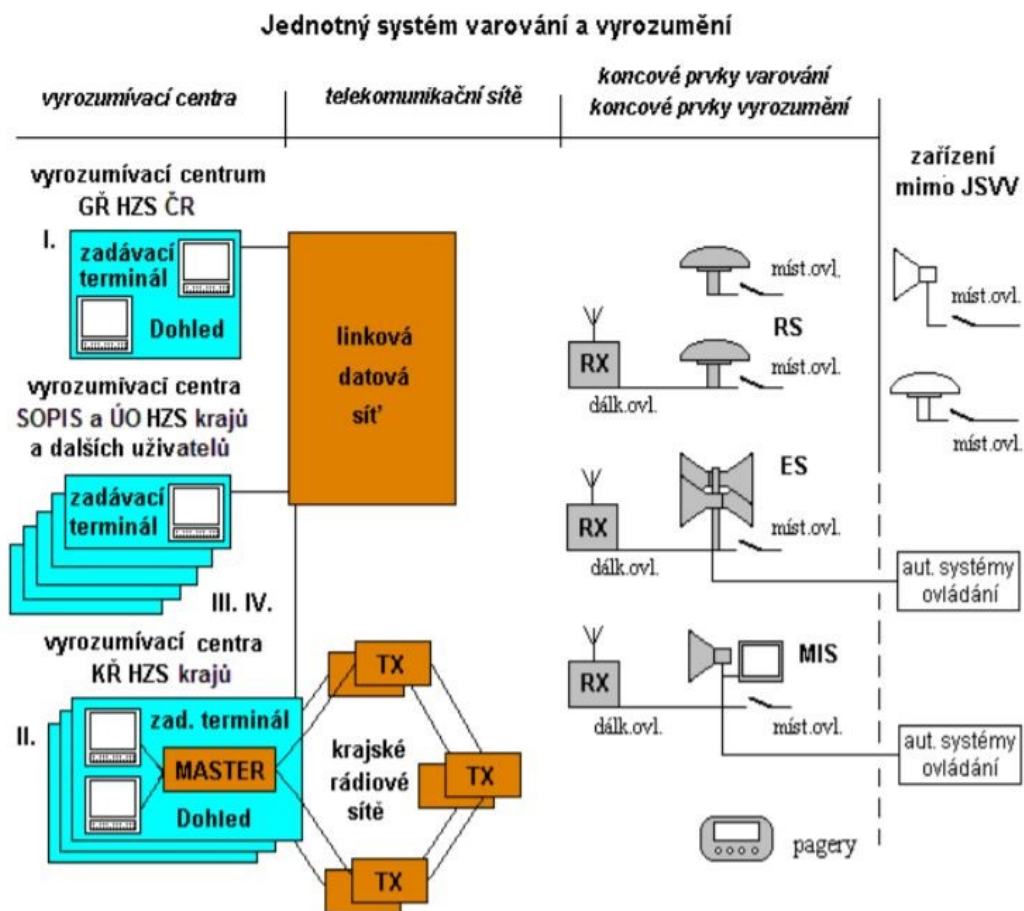 Jednotný systém varování a vyrozumění
vyrozumívací centra
telekomunikační sítě
koncové prvky varování
koncové prvky vyrozumění
zařízení
mimo JSVV
vyrozumívací centrum
GŘ HZS ČR
I.
zadávací
terminál
Dohled
vyrozumívací centra
SOPIS a ÚO HZS krajů
a dalších uživatelů
zadávací
terminál
III. IV.
vyrozumívací centra
KŘ HZS krajů
II.
zad. terminál
MASTER
Dohled
linková
datová
síť
TX
krajské
rádiové
sítě
TX
TX
míst.ovl.
RS
RX
míst.ovl.
dálk.ovl.
ES
RX
míst.ovl.
dálk.ovl.
MIS
RX
dálk.ovl.
míst.ovl.
pagery
míst.ovl.
míst.ovl.
aut. systémy
ovládání
aut. systémy
ovládání